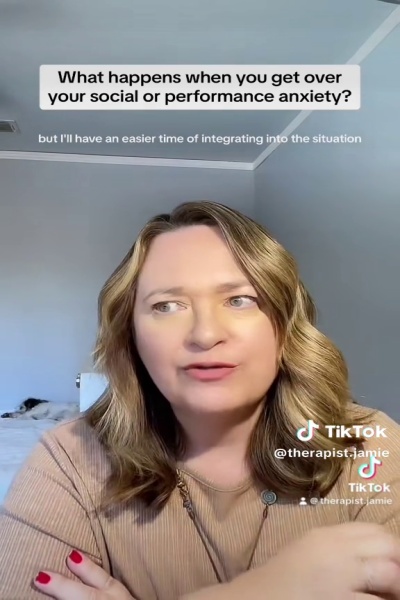 What happens when you get over
your social or performance anxiety?
but I'll have an easier time of integrating into the situation
TikTok
@therapist.jamie
TikTok
@therapist.jamie